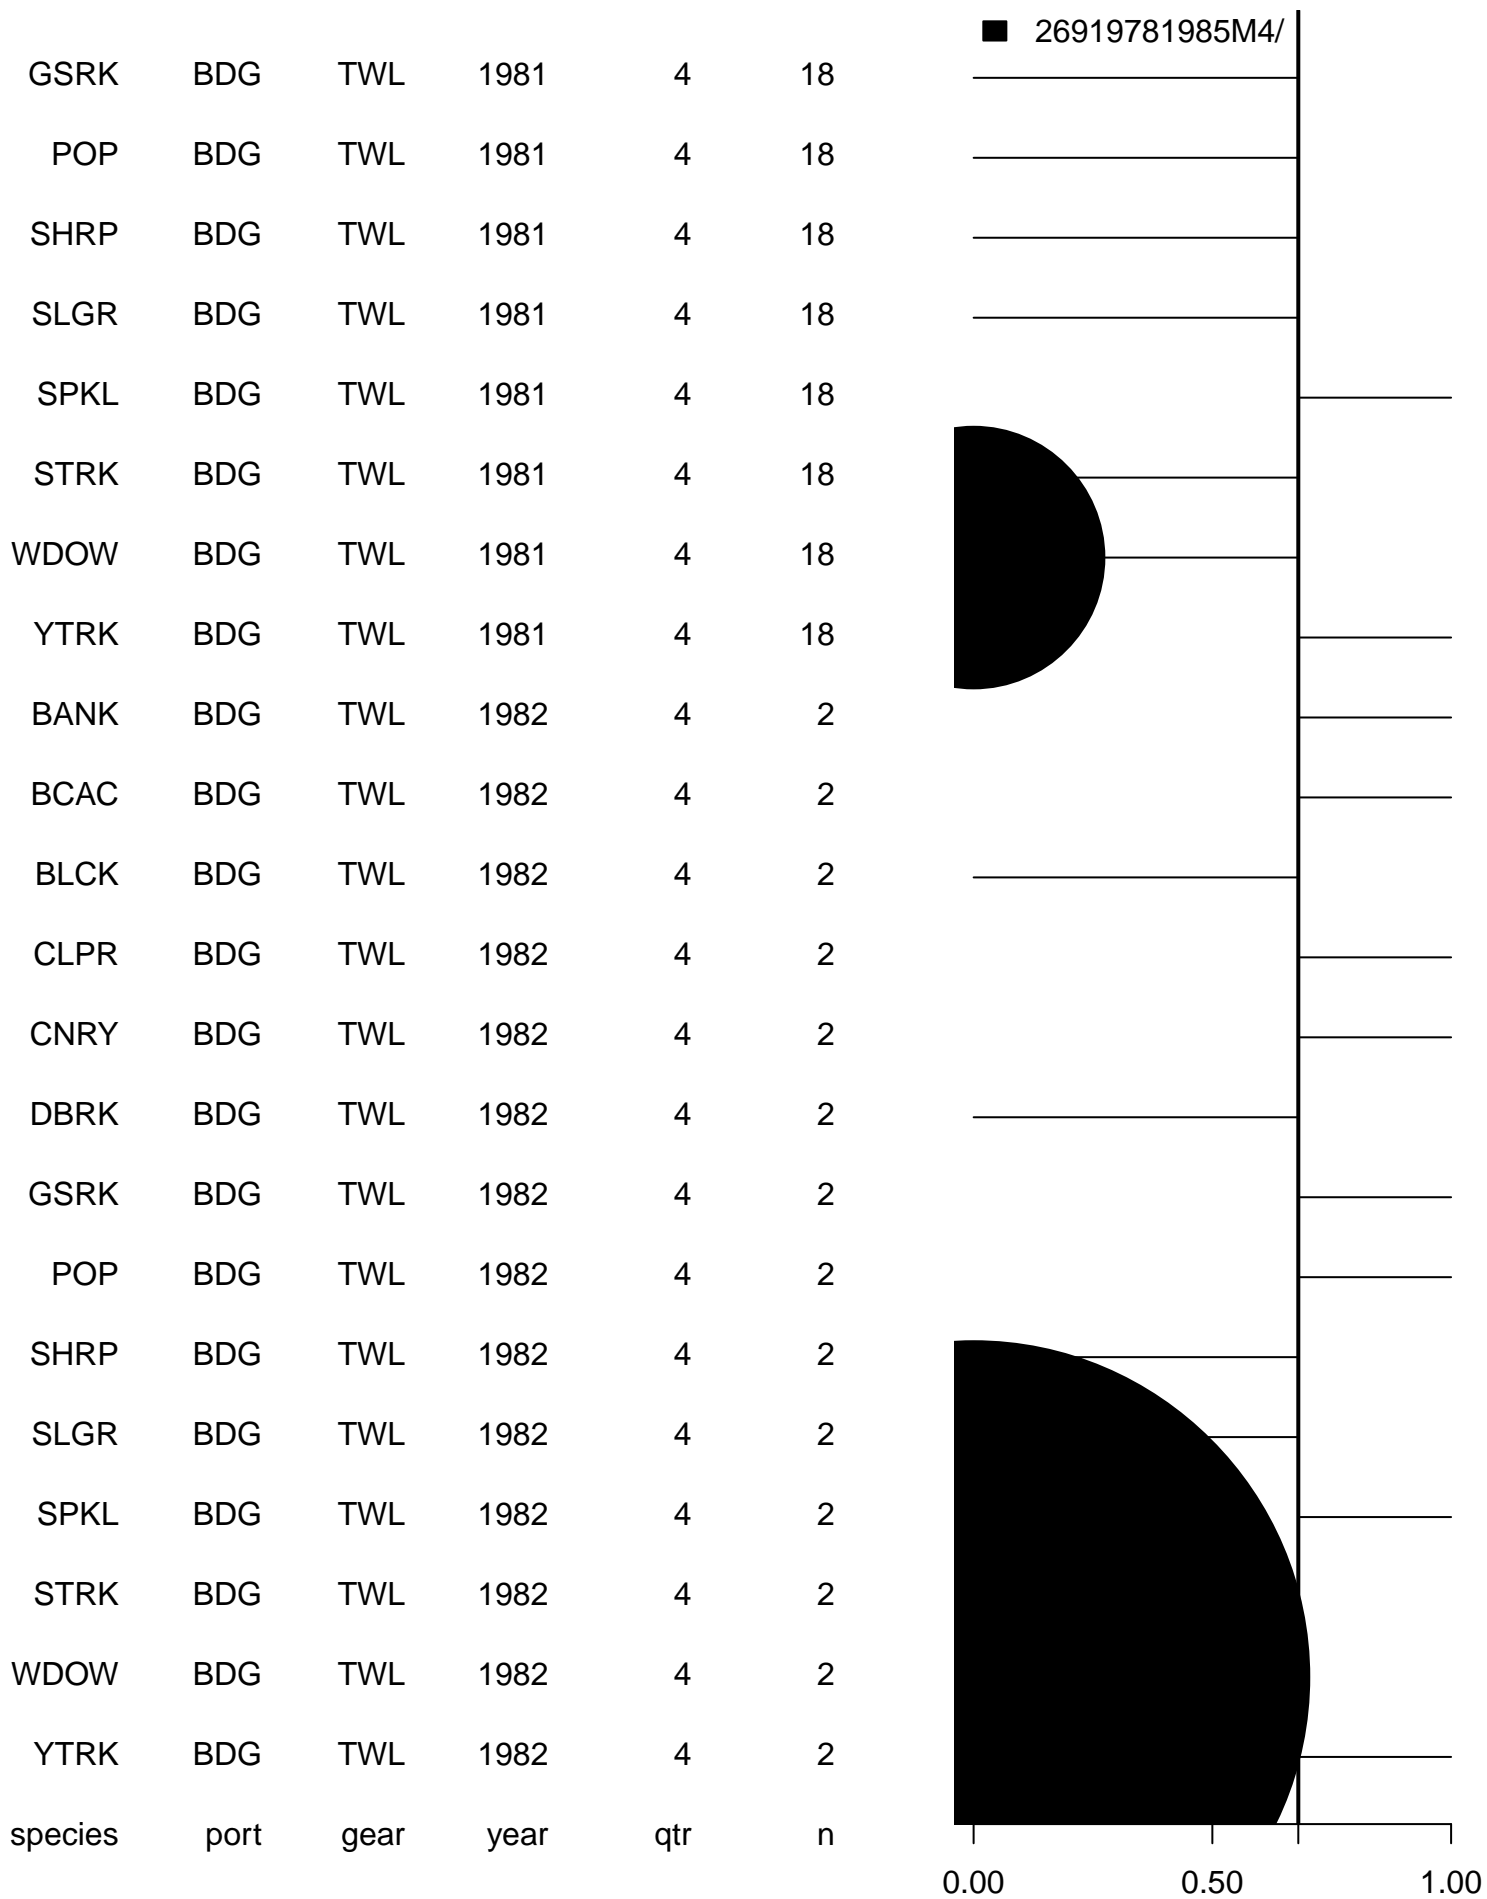 26919781985M4/
GSRK BDG TWL 1981 4 18
POP BDG TWL 1981 4 18
SHRP BDG TWL 1981 4 18
SLGR BDG TWL 1981 4 18
SPKL BDG TWL 1981 4 18
STRK BDG TWL 1981 4 18
WDOW BDG TWL 1981 4 18
YTRK BDG TWL 1981 4 18
BANK BDG TWL 1982 4 2
BCAC BDG TWL 1982 4 2
BLCK BDG TWL 1982 4 2
CLPR BDG TWL 1982 4 2
CNRY BDG TWL 1982 4 2
DBRK BDG TWL 1982 4 2
GSRK BDG TWL 1982 4 2
POP BDG TWL 1982 4 2
SHRP BDG TWL 1982 4 2
SLGR BDG TWL 1982 4 2
SPKL BDG TWL 1982 4 2
STRK BDG TWL 1982 4 2
WDOW BDG TWL 1982 4 2
YTRK BDG TWL 1982 4 2
species port gear year qtr n
0.00 0.50 1.00